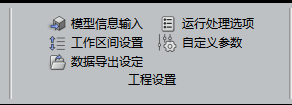 模型信息输入 运行处理选项
工作区间设置 自定义参数
数据导出设定
工程设置